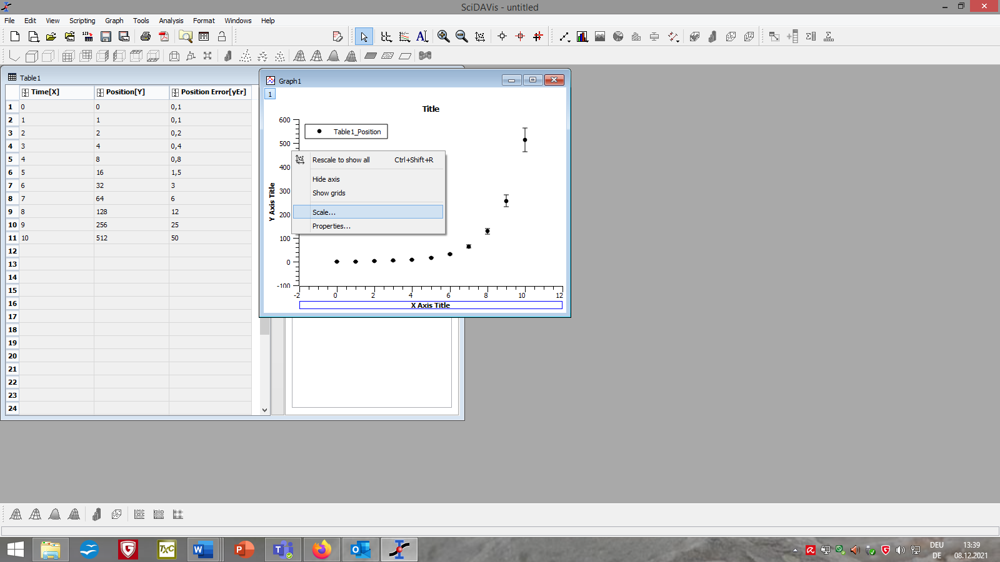 SciDAVis - untitled
File Edit View Scripting Graph Tools Analysis Format Windows Help
Table1
Time[X] Position[Y] Position Error[yEr]
1 0 0 0,1
2 1 1 0,1
3 2 2 0,2
4 3 4 0,4
5 4 8 0,8
6 5 16 1,5
7 6 32 3
8 7 64 6
9 8 128 12
10 9 256 25
11 10 512 50
12
13
14
15
16
17
18
19
20
21
22
23
24
Graph1
1
Title
Table1_Position
Y Axis Title
600
500
400
300
200
100
0
-100
-2 0 2 4 6 8 10 12
X Axis Title
Rescale to show all Ctrl+Shift+R
Hide axis
Show grids
Scale...
Properties...
DEU 13:39
DE 08.12.2021